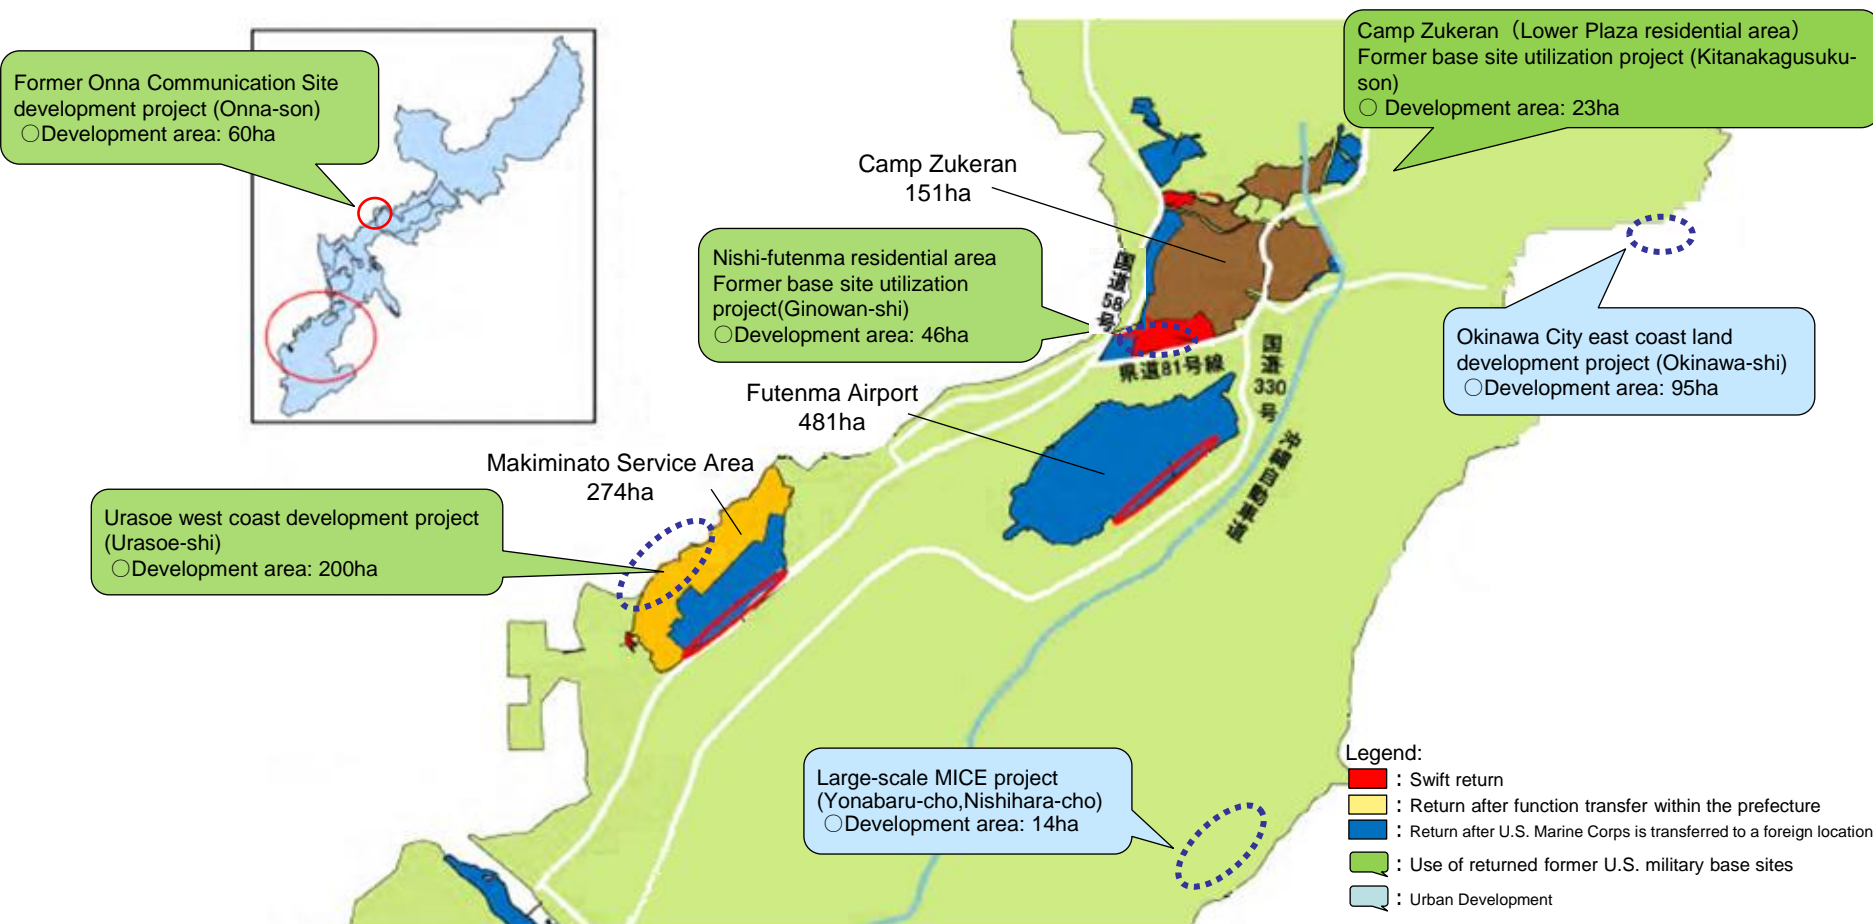 Former Onna Communication Site
development project (Onna-son)
○Development area: 60ha
Camp Zukeran（Lower Plaza residential area）
Former base site utilization project (Kitanakagusuku-
son)
○ Development area: 23ha
Camp Zukeran
151ha
Nishi-futenma residential area
Former base site utilization
project(Ginowan-shi)
○Development area: 46ha
国道58号
Okinawa City east coast land
development project (Okinawa-shi)
○Development area: 95ha
県道81号線
国道330号
Futenma Airport
481ha
沖縄自動車道
Makiminato Service Area
274ha
Urasoe west coast development project
(Urasoe-shi)
○Development area: 200ha
Large-scale MICE project
(Yonabaru-cho,Nishihara-cho)
○Development area: 14ha
Legend:
: Swift return
: Return after function transfer within the prefecture
: Return after U.S. Marine Corps is transferred to a foreign location
: Use of returned former U.S. military base sites
: Urban Development